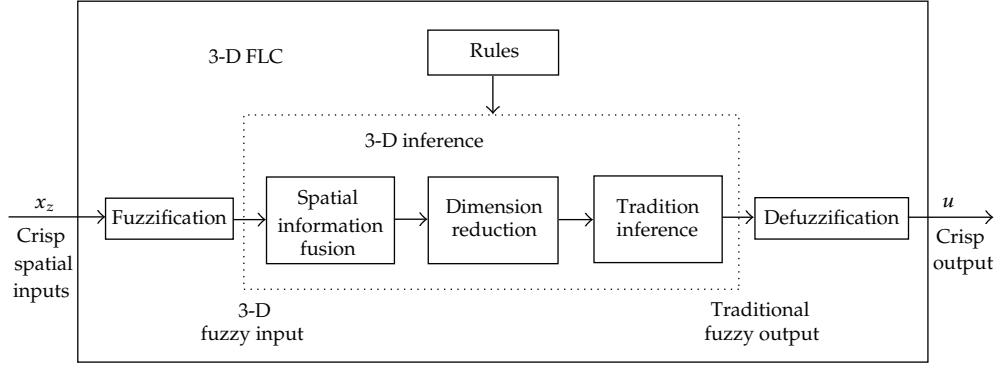 3-D FLC
Rules
3-D inference
x_z
Crisp
spatial
inputs
Fuzzification
Spatial
information
fusion
Dimension
reduction
Tradition
inference
Defuzzification
u
Crisp
output
3-D
fuzzy input
Traditional
fuzzy output